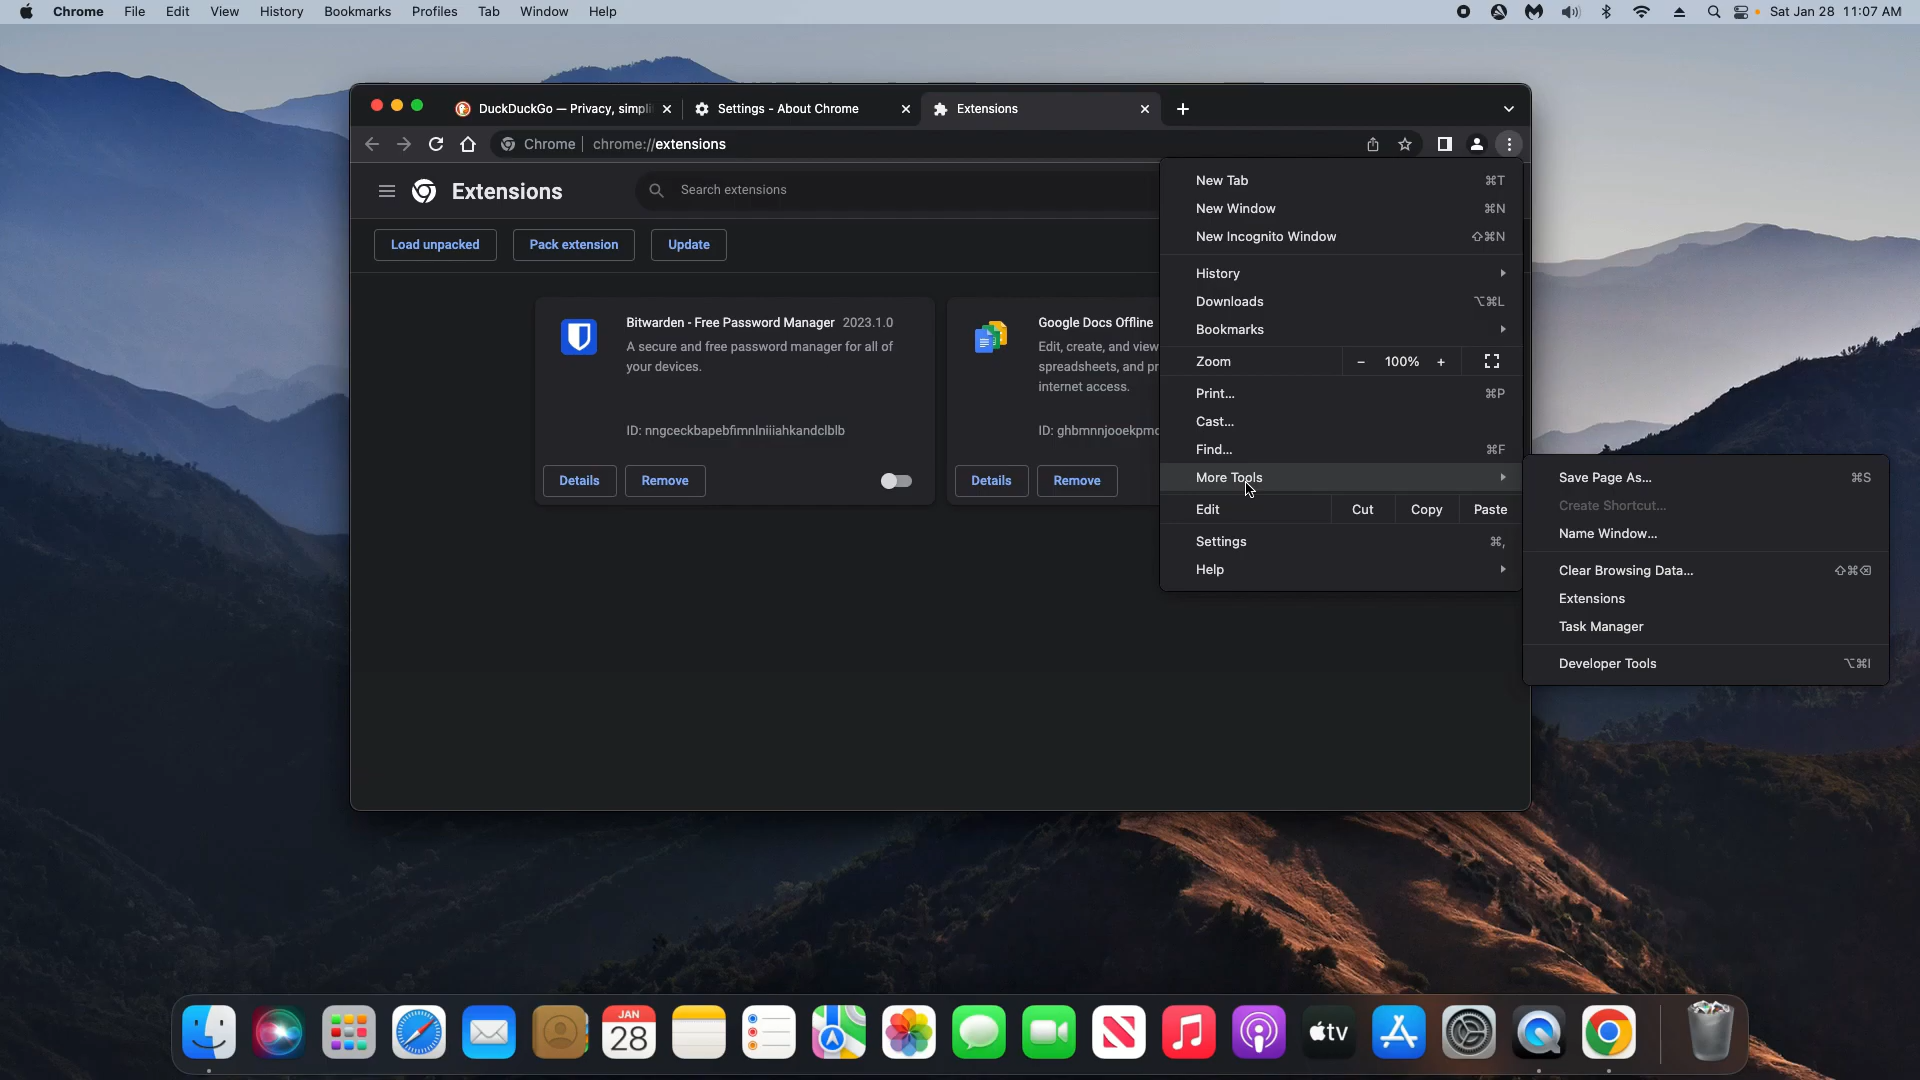 Chrome File Edit View History Bookmarks Profiles Tab Window Help Sat Jan 28 11:07 AM
DuckDuckGo — Privacy, simpli Settings - About Chrome Extensions
Chrome chrome://extensions
Extensions Search extensions
Load unpacked Pack extension Update
Bitwarden - Free Password Manager 2023.1.0
A secure and free password manager for all of
your devices.
ID: nngceckbapebfimnlniiiahkandclblb
Details Remove
Google Docs Offline
Edit, create, and view
spreadsheets, and pr
internet access.
ID: ghbmnnjooekpmc
Details Remove
New Tab ⌘T
New Window ⌘N
New Incognito Window ⇧⌘N
History
Downloads ⌥⌘L
Bookmarks
Zoom − 100% +
Print... ⌘P
Cast...
Find... ⌘F
More Tools
Edit Cut Copy Paste
Settings ⌘,
Help
Save Page As... ⌘S
Create Shortcut...
Name Window...
Clear Browsing Data... ⇧⌘⌫
Extensions
Task Manager
Developer Tools ⌥⌘I
JAN
28
tv